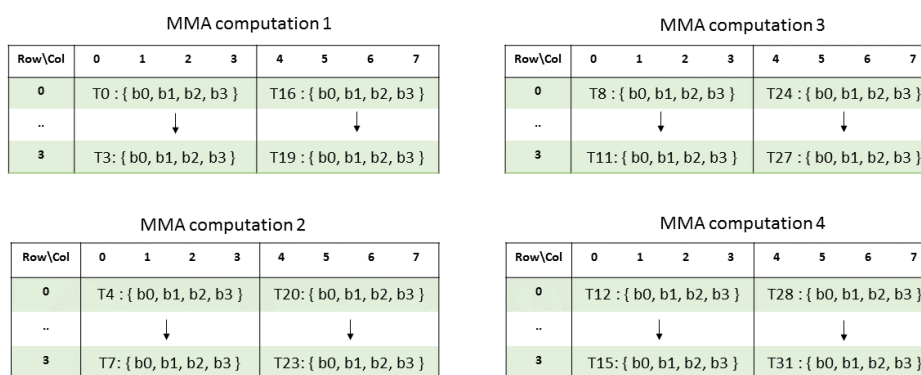 MMA computation 1
Row\Col 0 1 2 3 4 5 6 7
0 T0 : { b0, b1, b2, b3 } T16 : { b0, b1, b2, b3 }
..
3 T3: { b0, b1, b2, b3 } T19 : { b0, b1, b2, b3 }
MMA computation 3
Row\Col 0 1 2 3 4 5 6 7
0 T8 : { b0, b1, b2, b3 } T24 : { b0, b1, b2, b3 }
..
3 T11: { b0, b1, b2, b3 } T27 : { b0, b1, b2, b3 }
MMA computation 2
Row\Col 0 1 2 3 4 5 6 7
0 T4 : { b0, b1, b2, b3 } T20: { b0, b1, b2, b3 }
..
3 T7: { b0, b1, b2, b3 } T23: { b0, b1, b2, b3 }
MMA computation 4
Row\Col 0 1 2 3 4 5 6 7
0 T12 : { b0, b1, b2, b3 } T28 : { b0, b1, b2, b3 }
..
3 T15: { b0, b1, b2, b3 } T31 : { b0, b1, b2, b3 }